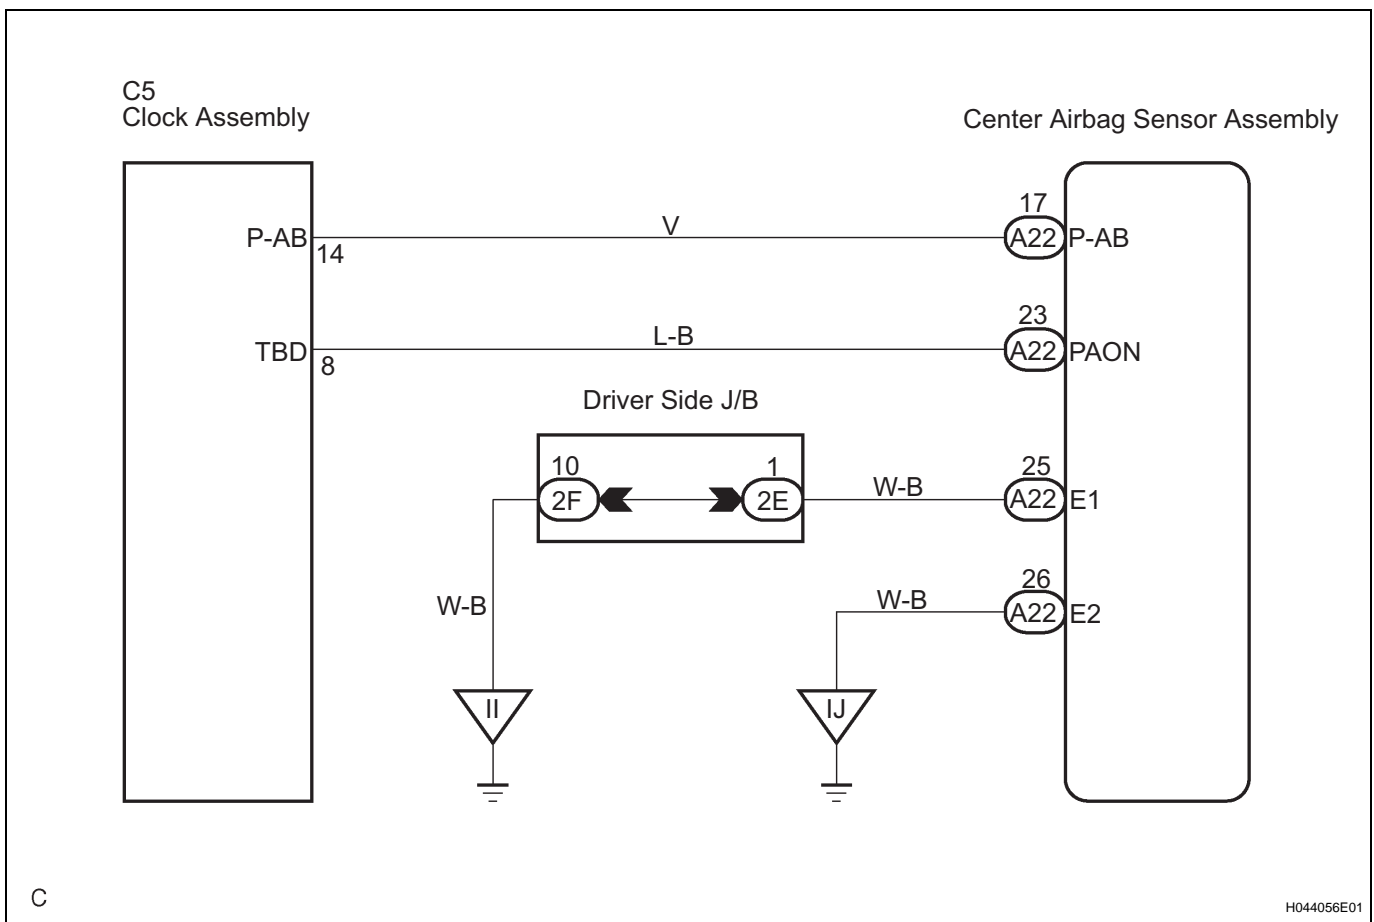 C5
Clock Assembly
Center Airbag Sensor Assembly
17
P-AB
14
V
A22
P-AB
23
TBD
8
L-B
A22
PAON
Driver Side J/B
10
1
25
2F
2E
W-B
A22
E1
26
W-B
W-B
A22
E2
II
IJ
C
H044056E01